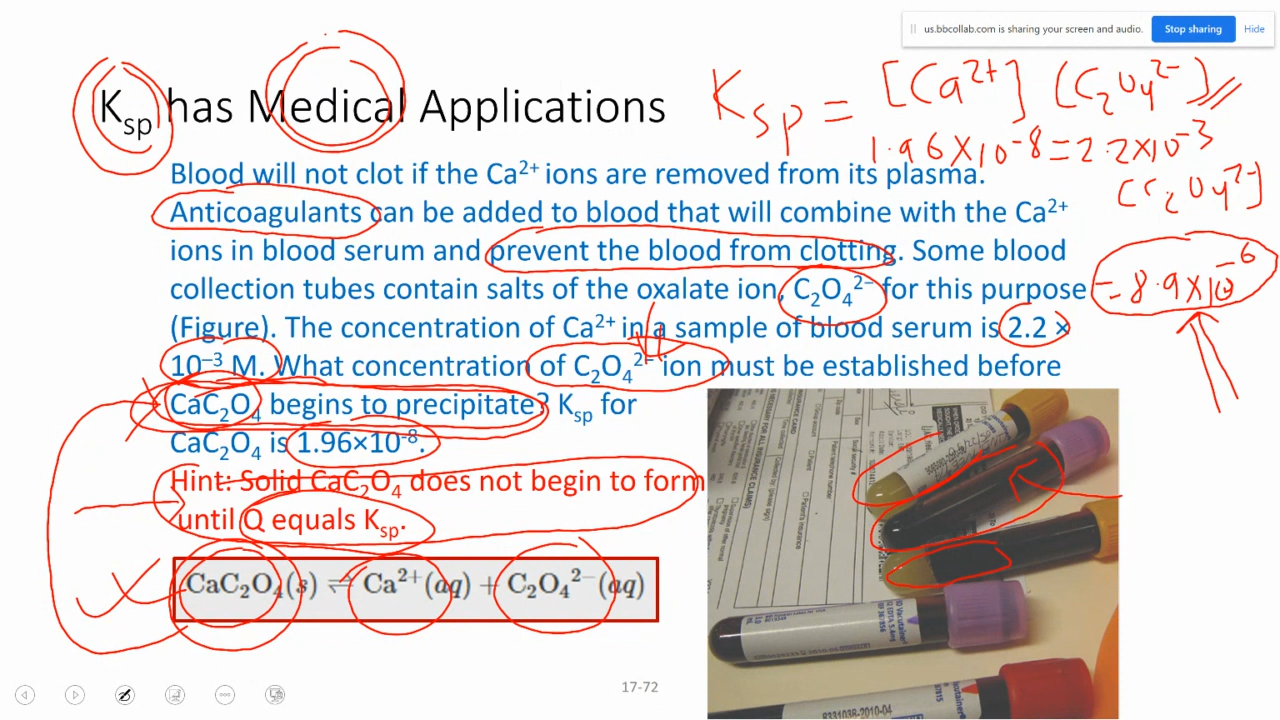 us.bbcollab.com is sharing your screen and audio. Stop sharing Hide
K_sp has Medical Applications
K_sp = [Ca²⁺] [C₂O₄²⁻]
1.96×10⁻⁸ = 2.2×10⁻³
[C₂O₄²⁻]
= 8.9×10⁻⁶
Blood will not clot if the Ca²⁺ ions are removed from its plasma.
Anticoagulants can be added to blood that will combine with the Ca²⁺
ions in blood serum and prevent the blood from clotting. Some blood
collection tubes contain salts of the oxalate ion, C₂O₄²⁻ for this purpose
(Figure). The concentration of Ca²⁺ in a sample of blood serum is 2.2 ×
10⁻³ M. What concentration of C₂O₄²⁻ ion must be established before
CaC₂O₄ begins to precipitate? K_sp for
CaC₂O₄ is 1.96×10⁻⁸.
Hint: Solid CaC₂O₄ does not begin to form
until Q equals K_sp.
CaC₂O₄(s) ⇌ Ca²⁺(aq) + C₂O₄²⁻(aq)
17-72